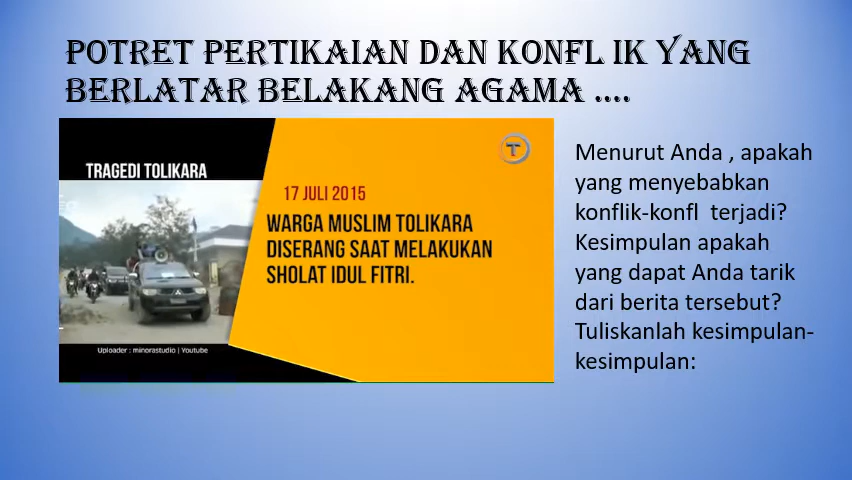 POTRET PERTIKAIAN DAN KONFL IK YANG
BERLATAR BELAKANG AGAMA ....
TRAGEDI TOLIKARA
17 JULI 2015
WARGA MUSLIM TOLIKARA
DISERANG SAAT MELAKUKAN
SHOLAT IDUL FITRI.
Uploader : minorastudio | Youtube
T
Menurut Anda , apakah
yang menyebabkan
konflik-konfl  terjadi?
Kesimpulan apakah
yang dapat Anda tarik
dari berita tersebut?
Tuliskanlah kesimpulan-
kesimpulan: